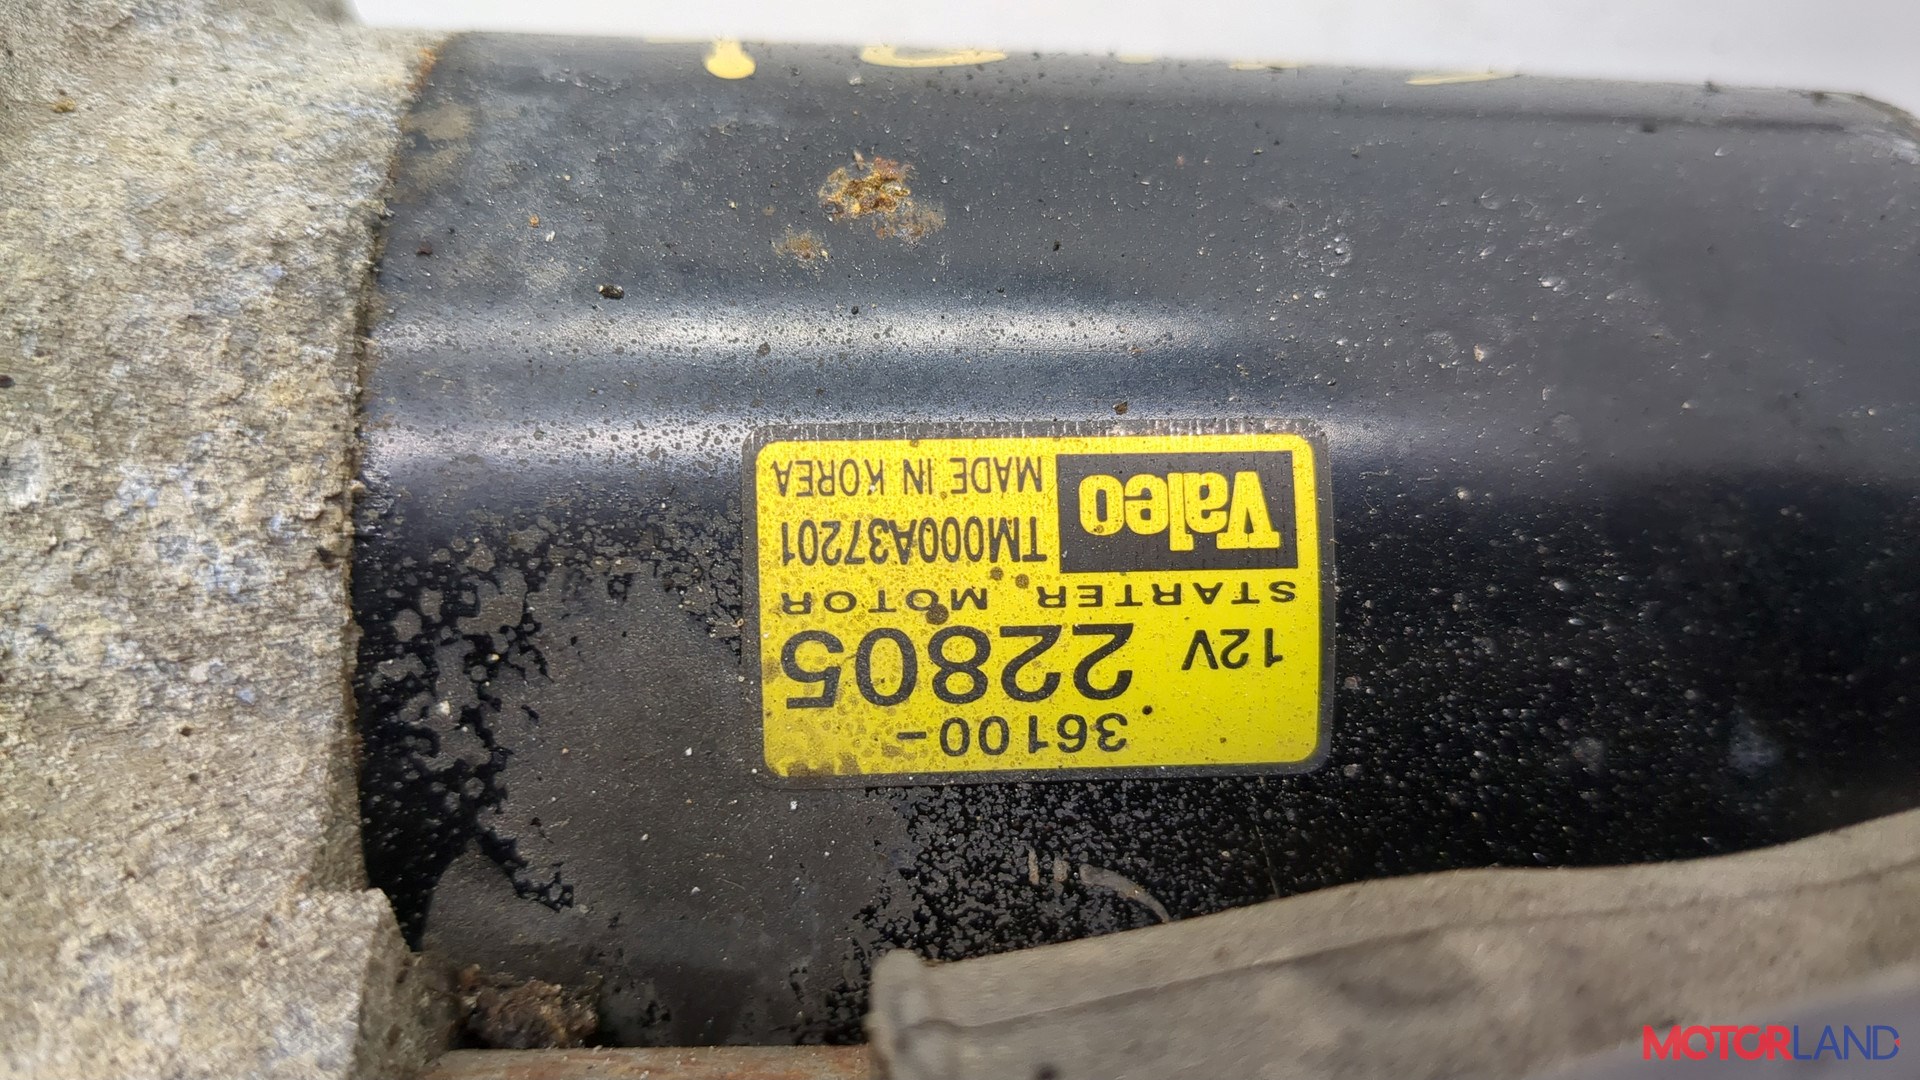 36100-
12V 22805
STARTER MOTOR
Valeo
TM000A37201
MADE IN KOREA
MOTORLAND